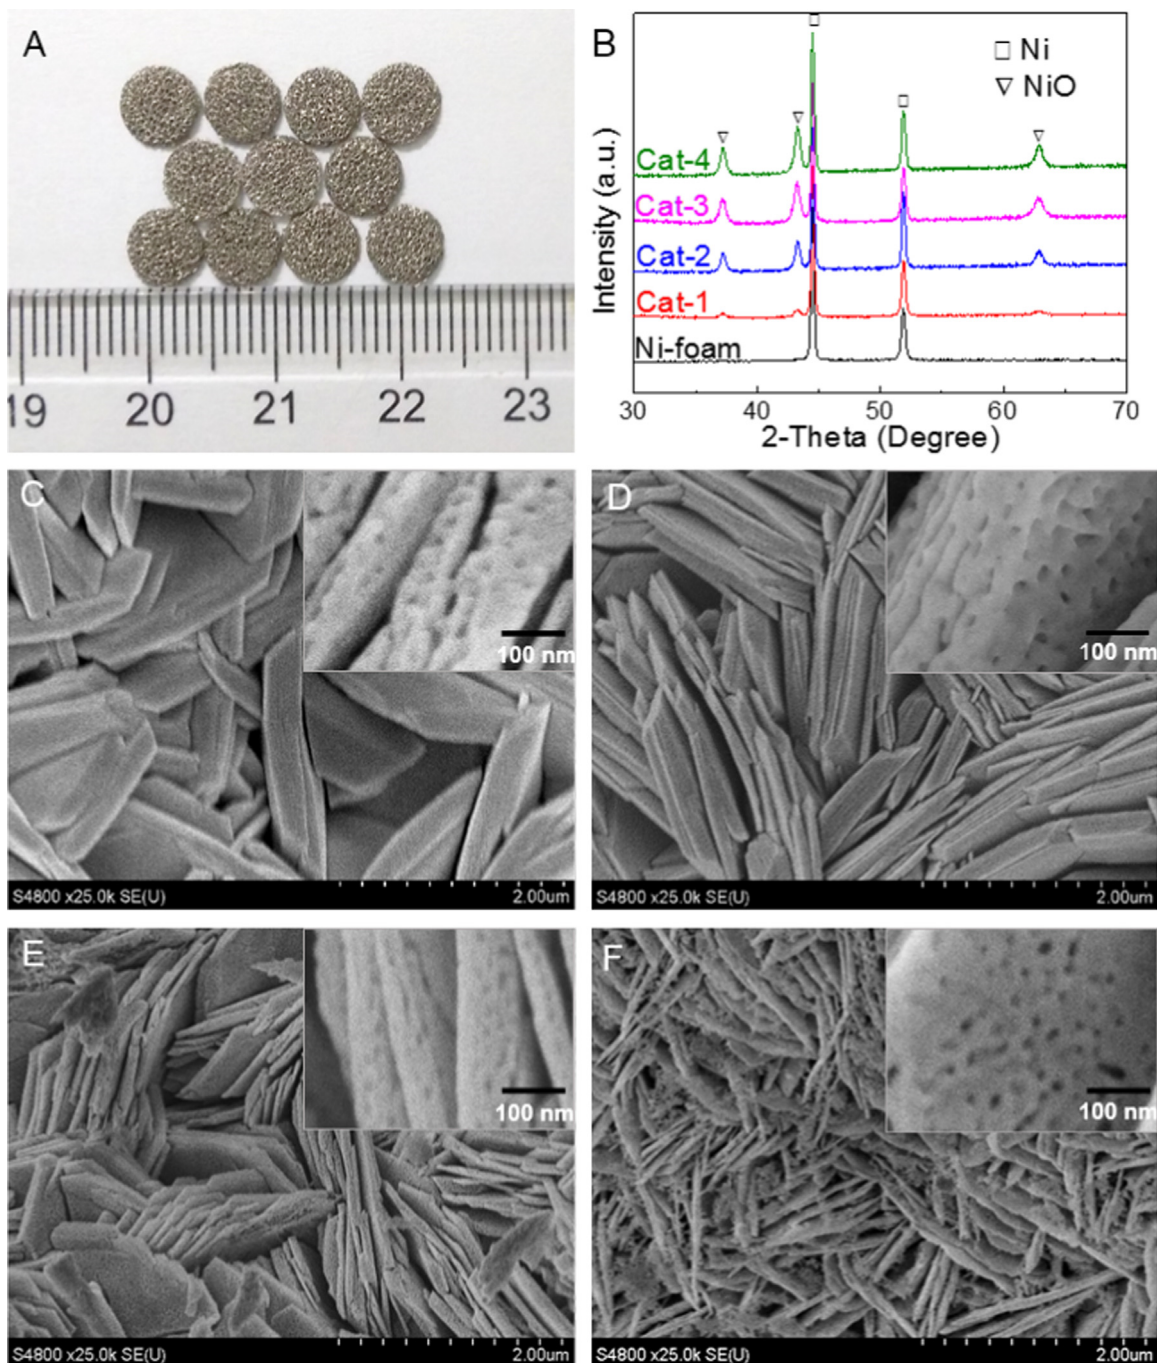 A
19 20 21 22 23
B
□ Ni
▽ NiO
Cat-4
Cat-3
Cat-2
Cat-1
Ni-foam
Intensity (a.u.)
30 40 50 60 70
2-Theta (Degree)
C
100 nm
S4800 x25.0k SE(U) 2.00um
D
100 nm
S4800 x25.0k SE(U) 2.00um
E
100 nm
S4800 x25.0k SE(U) 2.00um
F
100 nm
S4800 x25.0k SE(U) 2.00um